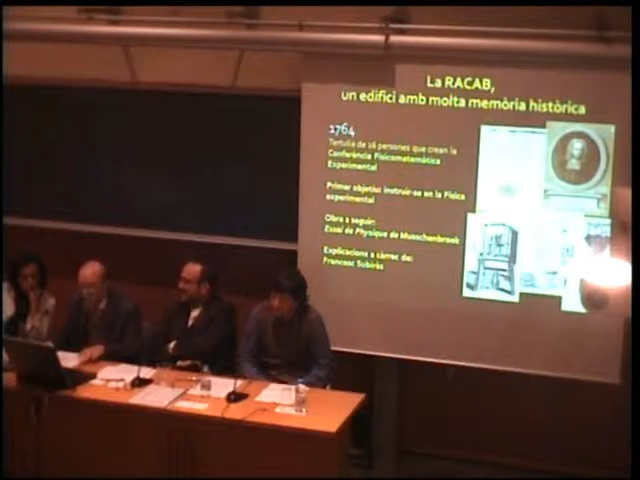 La RACAB,
un edifici amb molta memòria històrica
1764
Tertulia de 16 persones que crean la
Conferència Fisicomatemàtica
Experimental
Primer objetiu: instruir-se en la Física
experimental
Obra a seguir:
Essai de Physique de Musschenbroek
Explicacions a càrrec de:
Francesc Subiràs